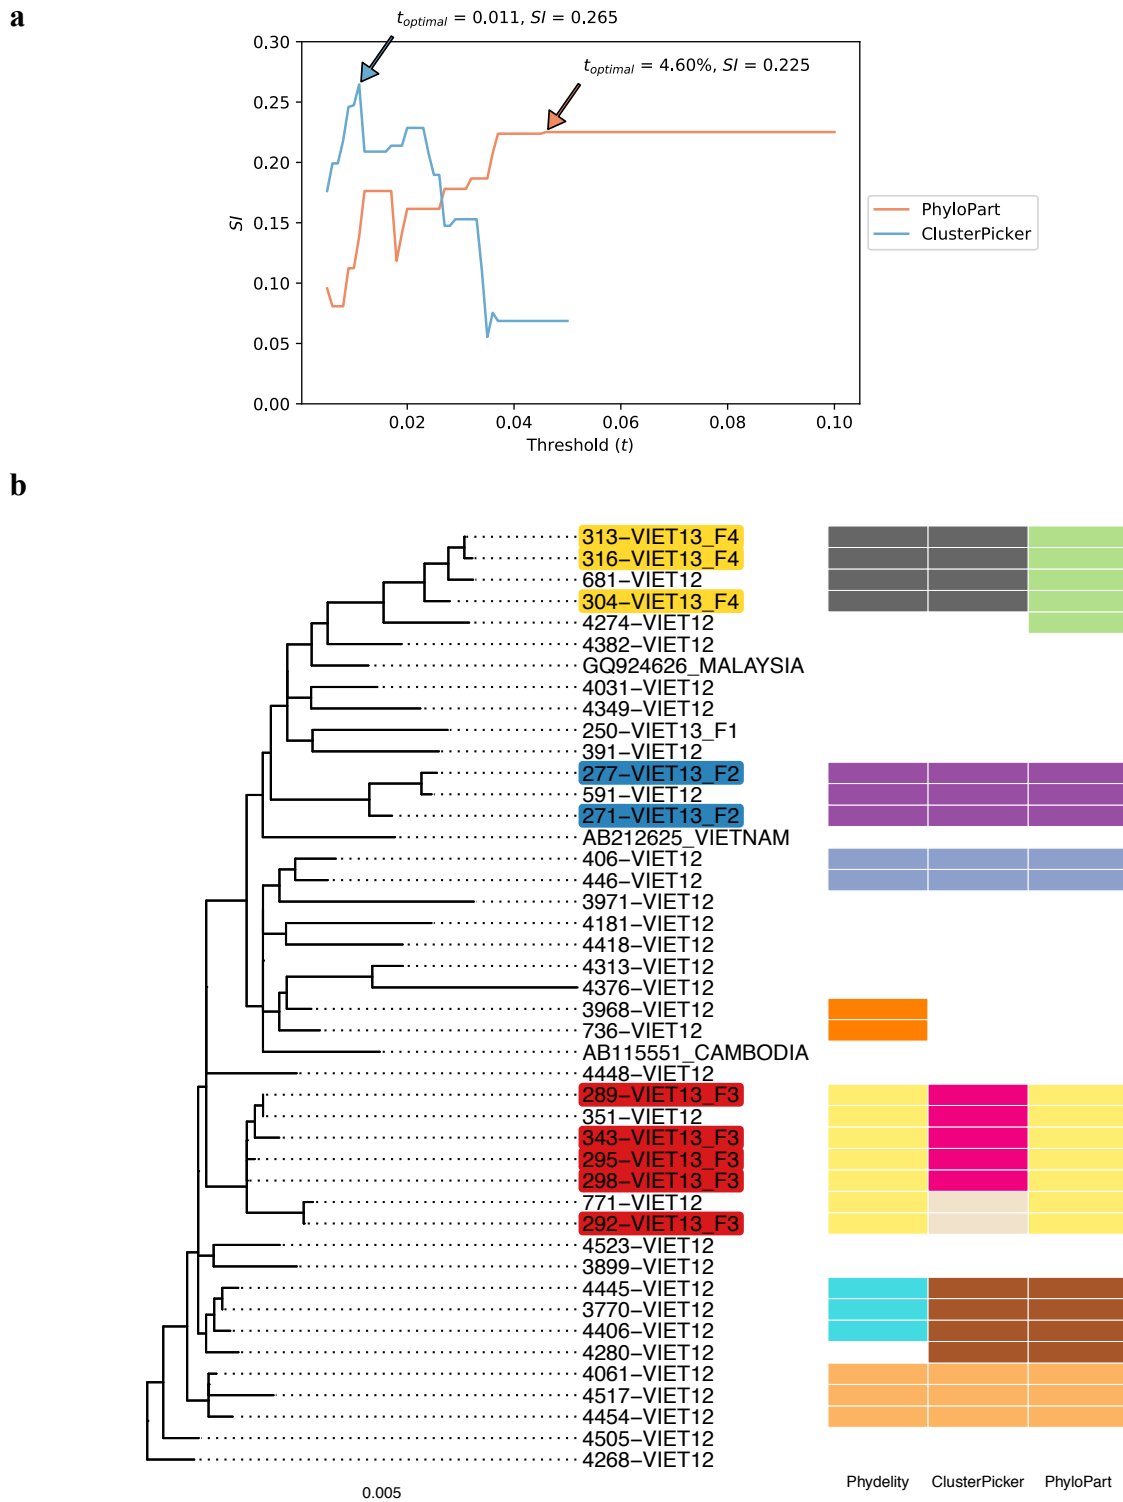 a
t_optimal = 0.011, SI = 0.265
t_optimal = 4.60%, SI = 0.225
0.30
0.25
0.20
0.15
0.10
0.05
0.00
SI
0.02
0.04
0.06
0.08
0.10
Threshold (t)
PhyloPart
ClusterPicker
b
313−VIET13_F4
316−VIET13_F4
681−VIET12
304−VIET13_F4
4274−VIET12
4382−VIET12
GQ924626_MALAYSIA
4031−VIET12
4349−VIET12
250−VIET13_F1
391−VIET12
277−VIET13_F2
591−VIET12
271−VIET13_F2
AB212625_VIETNAM
406−VIET12
446−VIET12
3971−VIET12
4181−VIET12
4418−VIET12
4313−VIET12
4376−VIET12
3968−VIET12
736−VIET12
AB115551_CAMBODIA
4448−VIET12
289−VIET13_F3
351−VIET12
343−VIET13_F3
295−VIET13_F3
298−VIET13_F3
771−VIET12
292−VIET13_F3
4523−VIET12
3899−VIET12
4445−VIET12
3770−VIET12
4406−VIET12
4280−VIET12
4061−VIET12
4517−VIET12
4454−VIET12
4505−VIET12
4268−VIET12
0.005
Phydelity ClusterPicker PhyloPart